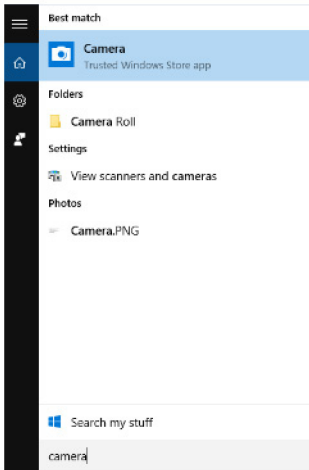 Best match
Camera
Trusted Windows Store app
Folders
Camera Roll
Settings
View scanners and cameras
Photos
Camera.PNG
Search my stuff
camera